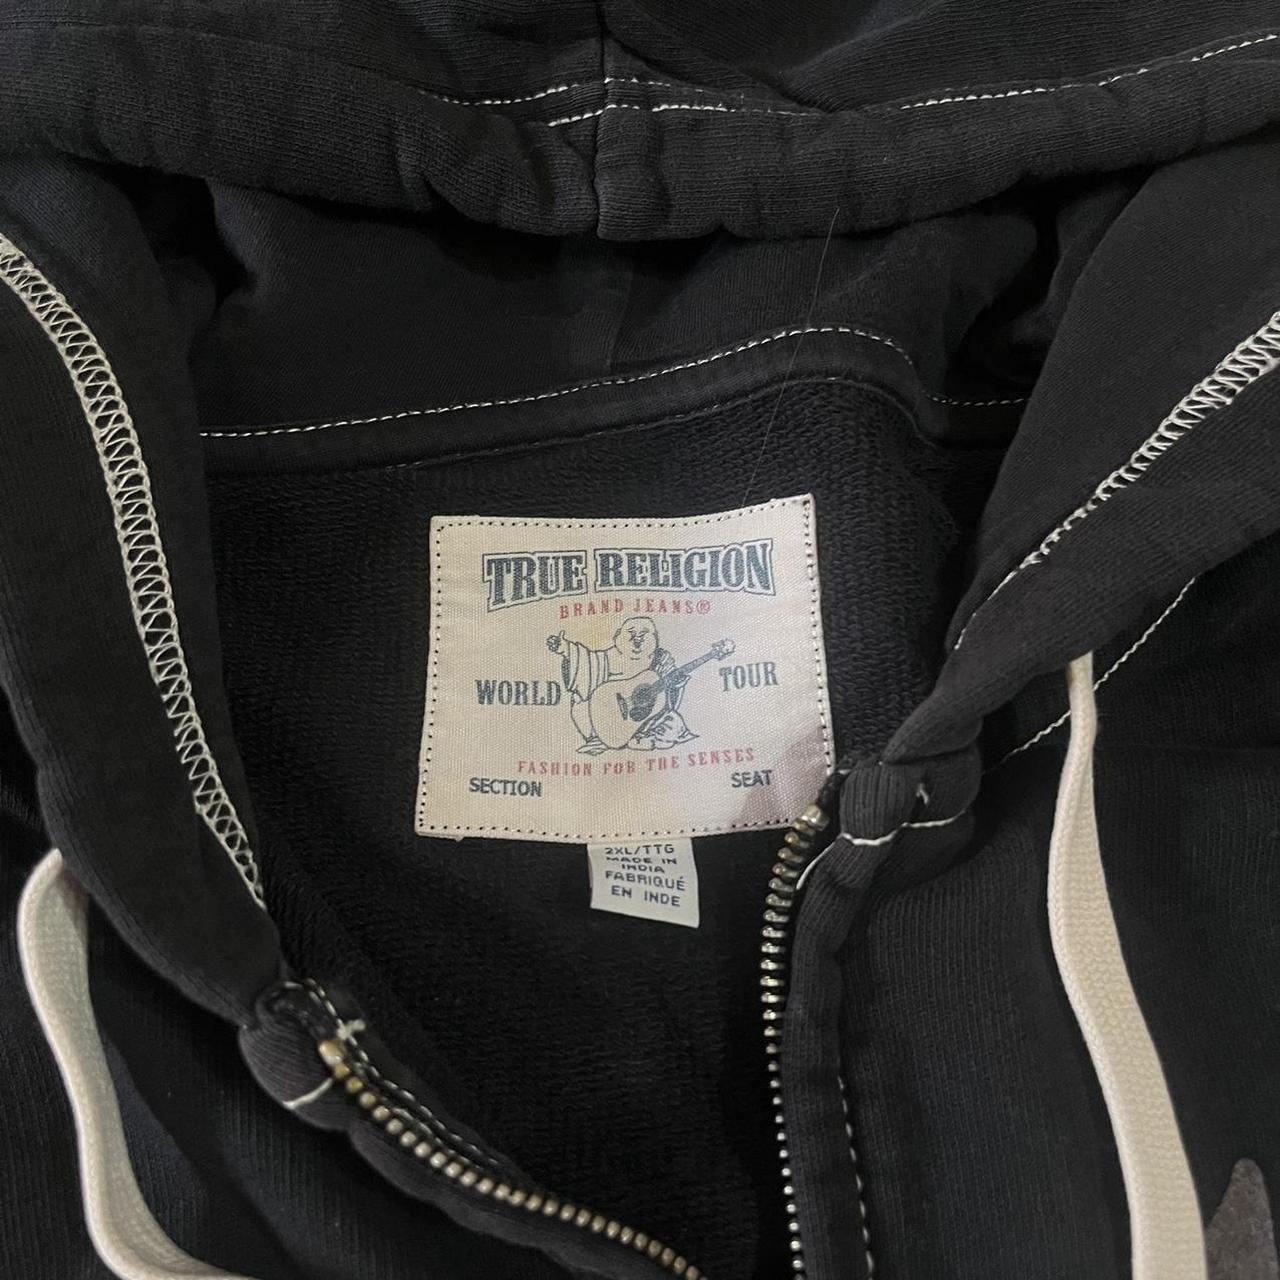 TRUE RELIGION
BRAND JEANS®
WORLD TOUR
FASHION FOR THE SENSES
SECTION SEAT
2XL/TTG
MADE IN
INDIA
FABRIQUÉ
EN INDE